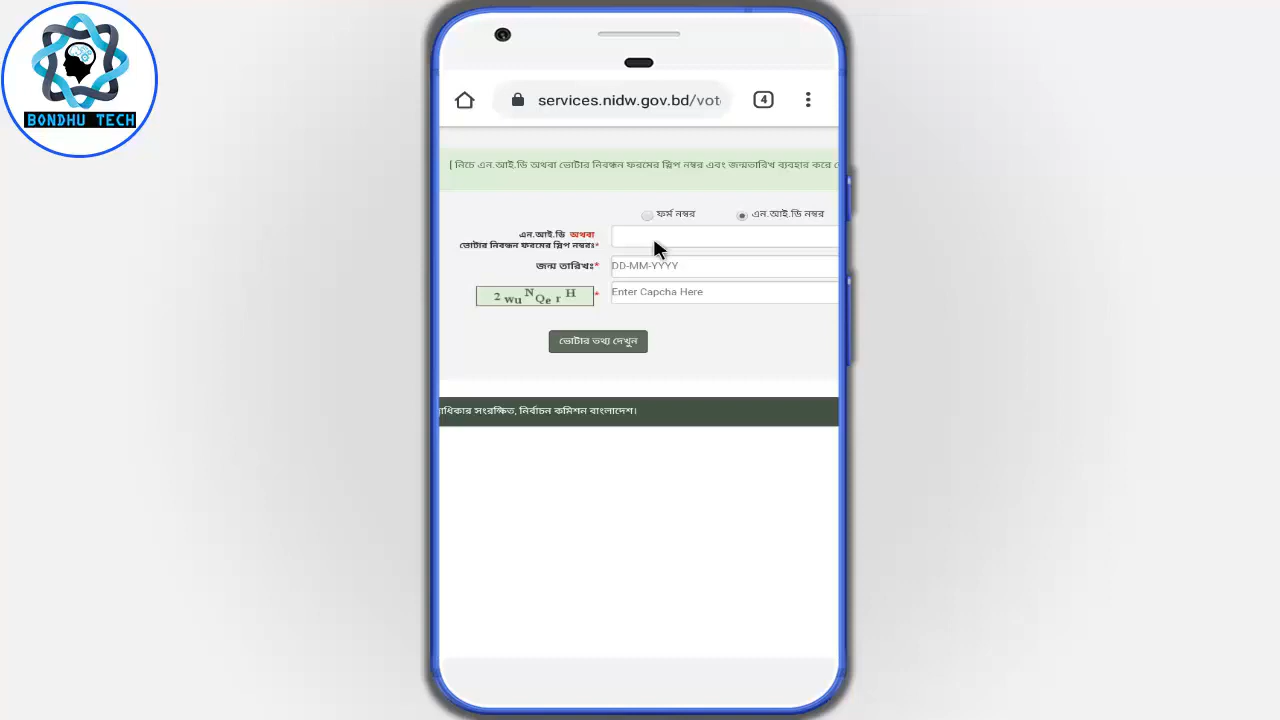 BONDHU TECH
services.nidw.gov.bd/vot
4
[ নিচে এন.আই.ডি অথবা ভোটার নিবন্ধন ফরমের স্লিপ নম্বর এবং জন্মতারিখ ব্যবহার করে
ফর্ম নম্বর এন.আই.ডি নম্বর
এন.আই.ডি অথবা
ভোটার নিবন্ধন ফরমের স্লিপ নম্বরঃ*
জন্ম তারিখঃ* DD-MM-YYYY
2 wu N Qe r H * Enter Capcha Here
ভোটার তথ্য দেখুন
াধিকার সংরক্ষিত, নির্বাচন কমিশন বাংলাদেশ।